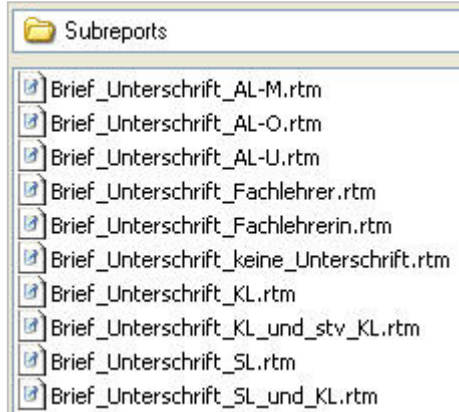 Subreports
Brief_Unterschrift_AL-M.rtm
Brief_Unterschrift_AL-O.rtm
Brief_Unterschrift_AL-U.rtm
Brief_Unterschrift_Fachlehrer.rtm
Brief_Unterschrift_Fachlehrerin.rtm
Brief_Unterschrift_keine_Unterschrift.rtm
Brief_Unterschrift_KL.rtm
Brief_Unterschrift_KL_und_stv_KL.rtm
Brief_Unterschrift_SL.rtm
Brief_Unterschrift_SL_und_KL.rtm